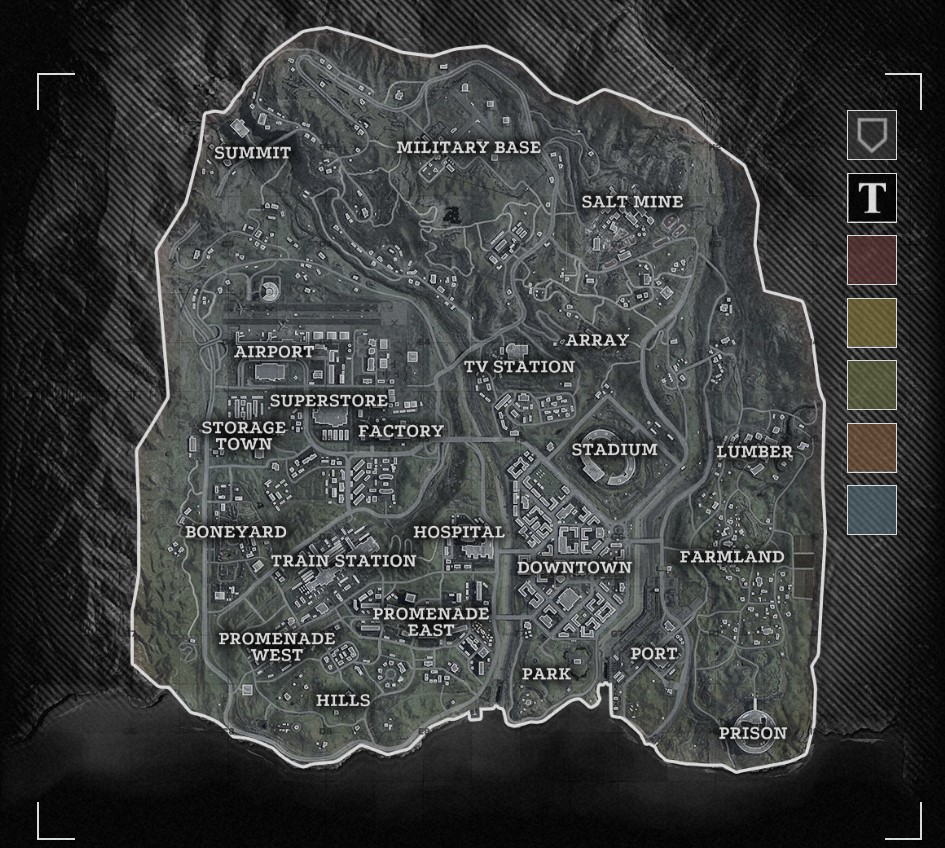 MILITARY BASE
SUMMIT
SALT MINE
T
ARRAY
AIRPORT
TV STATION
SUPERSTORE
STORAGE
TOWN
FACTORY
STADIUM
LUMBER
BONEYARD
HOSPITAL
TRAIN STATION
DOWNTOWN
FARMLAND
PROMENADE
EAST
PROMENADE
WEST
PORT
PARK
HILLS
PRISON